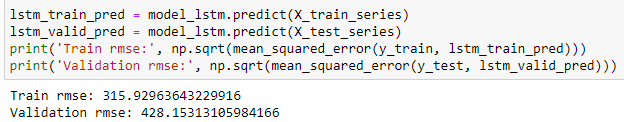 lstm_train_pred = model_lstm.predict(X_train_series)
lstm_valid_pred = model_lstm.predict(X_test_series)
print('Train rmse:', np.sqrt(mean_squared_error(y_train, lstm_train_pred)))
print('Validation rmse:', np.sqrt(mean_squared_error(y_test, lstm_valid_pred)))
Train rmse: 315.92963643229916
Validation rmse: 428.15313105984166